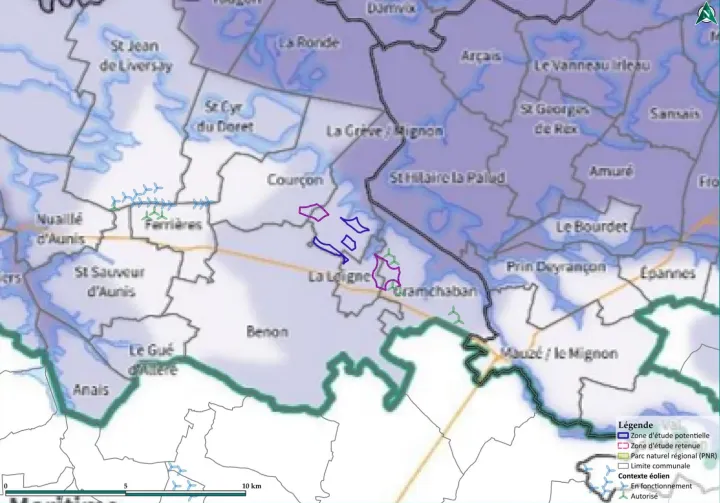 Damvix
La Ronde
St Jean
de Liversay
Arçais
Le Vanneau Irleau
St Cyr
du Doret
La Grève / Mignon
St Georges
de Rex
Sansais
Courçon
St Hilaire la Palud
Amuré
Nuaillé
d'Aunis
Ferrières
Le Bourdet
St Sauveur
d'Aunis
La Laigne
Gramchaban
Prin Deyrançon
Épannes
Benon
Le Gué
d'Alleré
Mauzé / le Mignon
Anais
Légende
Zone d'étude potentielle
Zone d'étude retenue
Parc naturel régional (PNR)
Limite communale
Contexte éolien
En fonctionnement
Autorisé
0 5 10 km